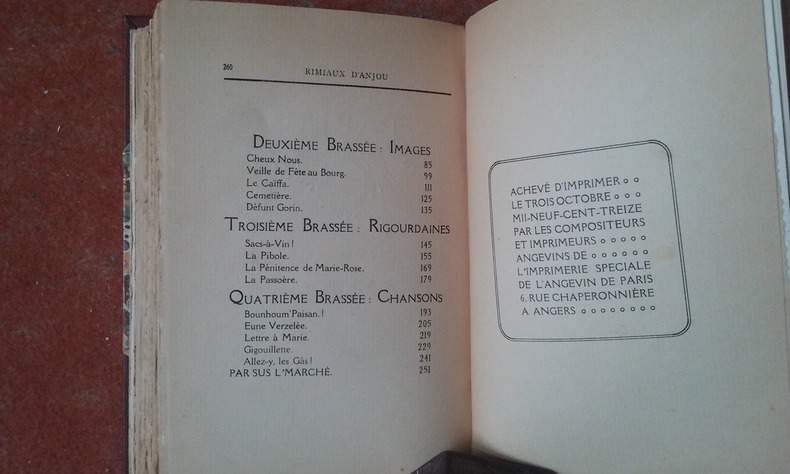 260
RIMIAUX D'ANJOU
DEUXIÈME BRASSÉE : IMAGES
Cheux Nous. 85
Veille de Fête au Bourg. 99
Le Caïffa. 111
Cemetière. 125
Défunt Gorin. 135
TROISIÈME BRASSÉE : RIGOURDAINES
Sacs-à-Vin ! 145
La Pibole. 155
La Pénitence de Marie-Rose. 169
La Passoère. 179
QUATRIÈME BRASSÉE : CHANSONS
Bounhoum' Paisan. ! 193
Eune Verzelée. 205
Lettre à Marie. 219
Gigouillette. 229
Allez-y, les Gâs ! 241
PAR SUS L'MARCHÉ. 251
ACHEVÉ D'IMPRIMER
LE TROIS OCTOBRE
MIL-NEUF-CENT-TREIZE
PAR LES COMPOSITEURS
ET IMPRIMEURS
ANGEVINS DE
L'IMPRIMERIE SPECIALE
DE L'ANGEVIN DE PARIS
6, RUE CHAPERONNIÈRE
A ANGERS